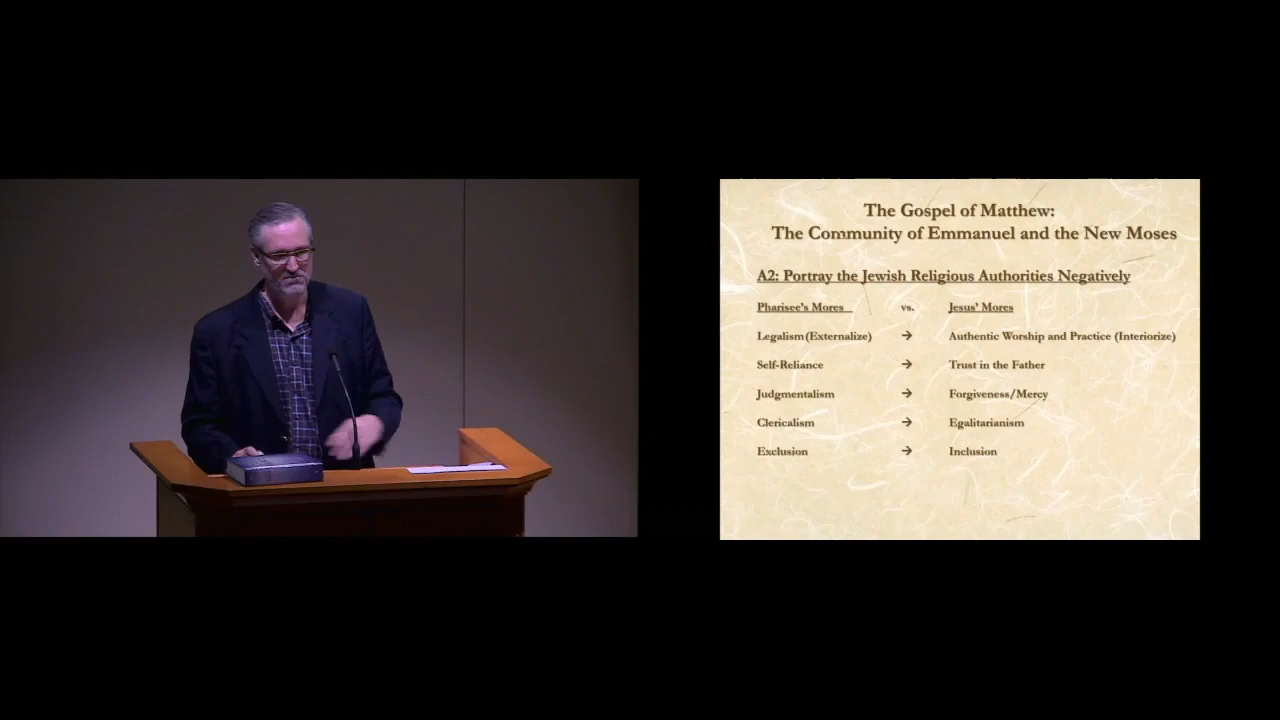 The Gospel of Matthew:
The Community of Emmanuel and the New Moses
A2: Portray the Jewish Religious Authorities Negatively
Pharisee's Mores vs. Jesus' Mores
Legalism (Externalize) → Authentic Worship and Practice (Interiorize)
Self-Reliance → Trust in the Father
Judgmentalism → Forgiveness/Mercy
Clericalism → Egalitarianism
Exclusion → Inclusion